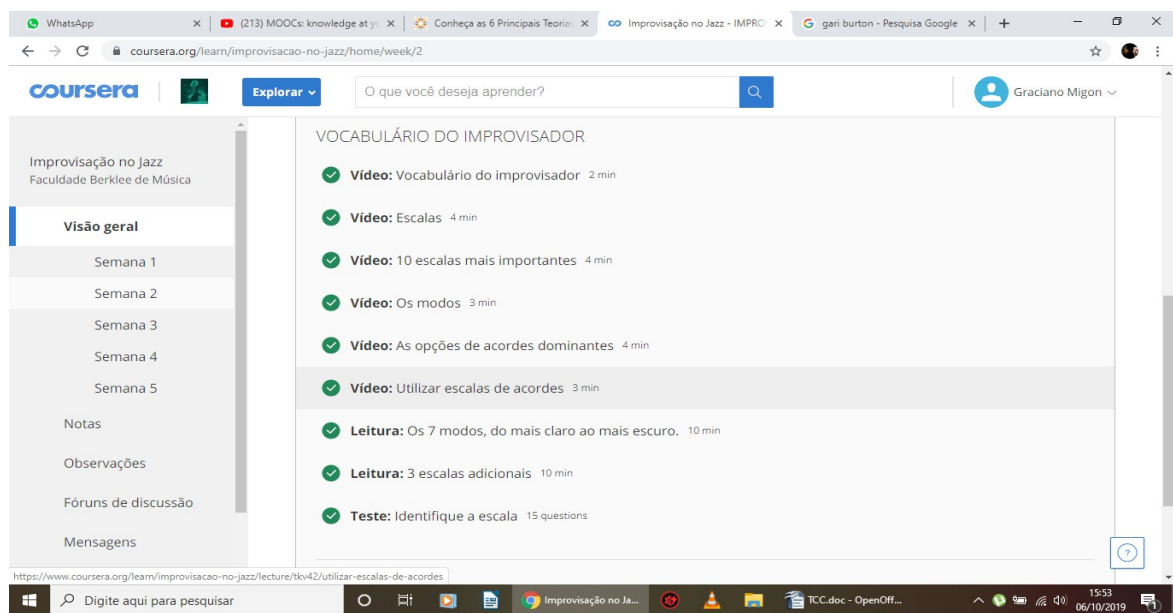 WhatsApp
(213) MOOCs: knowledge at y
Conheça as 6 Principais Teoria
Improvisação no Jazz - IMPRO
gari burton - Pesquisa Google
coursera.org/learn/improvisacao-no-jazz/home/week/2
coursera
Explorar
O que você deseja aprender?
Graciano Migon
Improvisação no Jazz
Faculdade Berklee de Música
Visão geral
Semana 1
Semana 2
Semana 3
Semana 4
Semana 5
Notas
Observações
Fóruns de discussão
Mensagens
VOCABULÁRIO DO IMPROVISADOR
Vídeo: Vocabulário do improvisador 2 min
Vídeo: Escalas 4 min
Vídeo: 10 escalas mais importantes 4 min
Vídeo: Os modos 3 min
Vídeo: As opções de acordes dominantes 4 min
Vídeo: Utilizar escalas de acordes 3 min
Leitura: Os 7 modos, do mais claro ao mais escuro. 10 min
Leitura: 3 escalas adicionais 10 min
Teste: Identifique a escala 15 questions
https://www.coursera.org/learn/improvisacao-no-jazz/lecture/tkv42/utilizar-escalas-de-acordes
Digite aqui para pesquisar
Improvisação no Ja...
TCC.doc - OpenOff...
15:53
06/10/2019